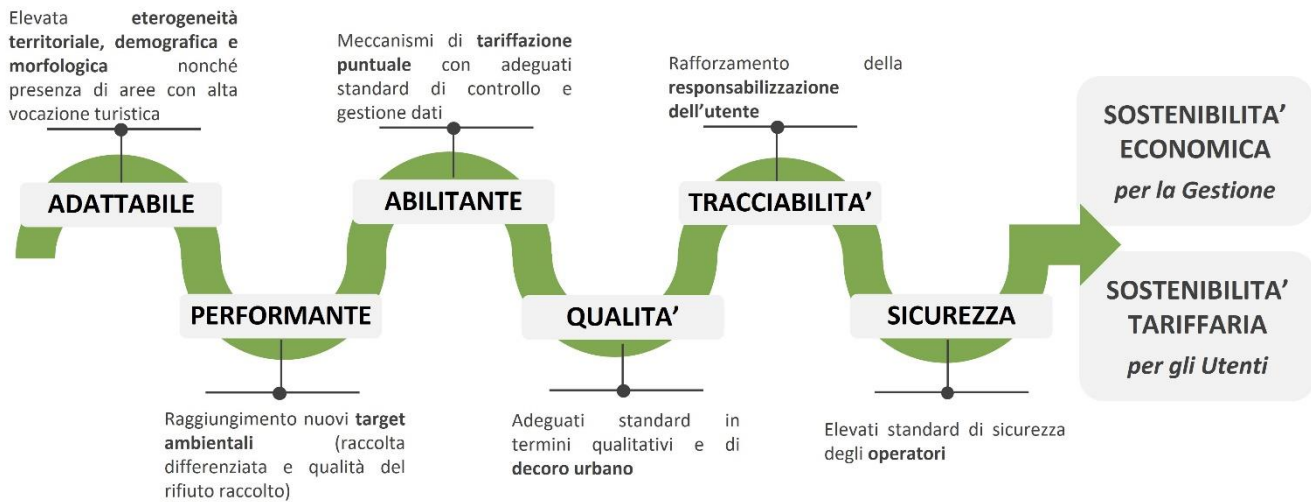 Elevata eterogeneità
territoriale, demografica e
morfologica nonché
presenza di aree con alta
vocazione turistica
ADATTABILE
PERFORMANTE
Raggiungimento nuovi target
ambientali (raccolta
differenziata e qualità del
rifiuto raccolto)
Meccanismi di tariffazione
puntuale con adeguati
standard di controllo e
gestione dati
ABILITANTE
QUALITA’
Adeguati standard in
termini qualitativi e di
decoro urbano
Rafforzamento della
responsabilizzazione
dell’utente
TRACCIABILITA’
SICUREZZA
Elevati standard di sicurezza
degli operatori
SOSTENIBILITA’
ECONOMICA
per la Gestione
SOSTENIBILITA’
TARIFFARIA
per gli Utenti